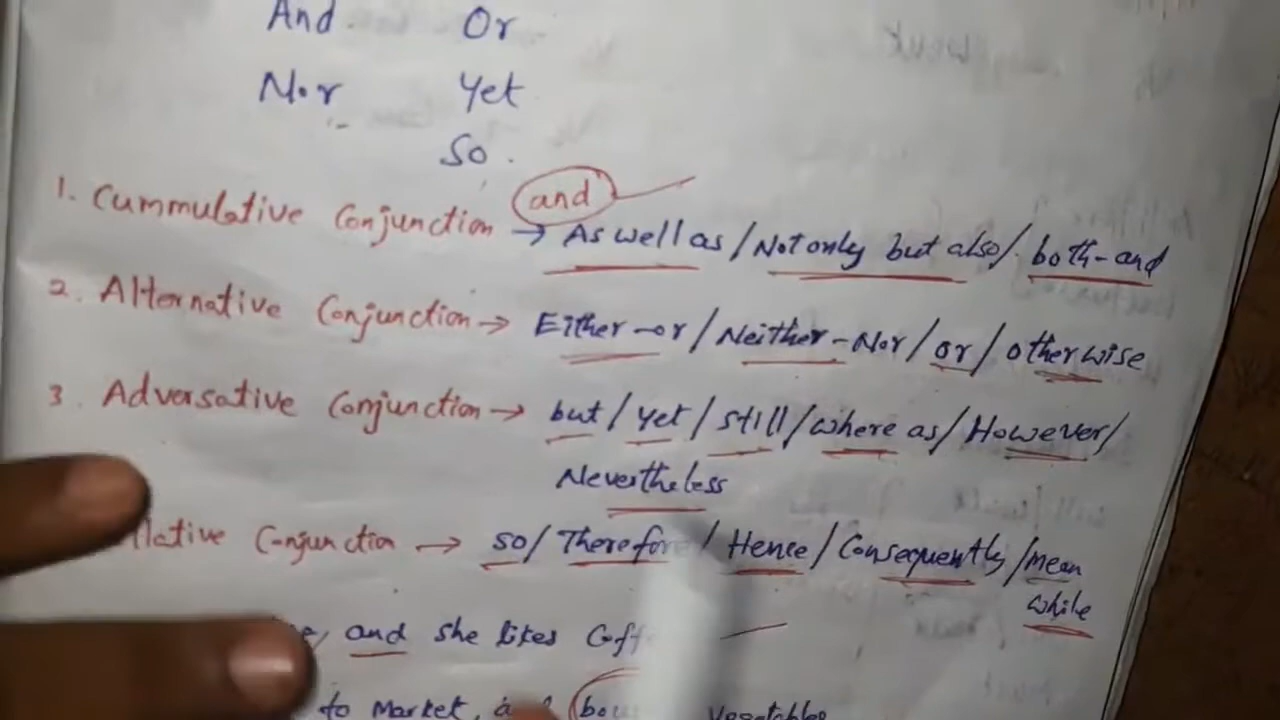 And Or
Nor Yet
So.
and
1. Cummulative Conjunction → As well as / Not only but also / both-and
2. Alternative Conjunction → Either-or / Neither-Nor / or / otherwise
3. Adversative Conjunction → but / Yet / still / where as / However /
Nevertheless
Conjunction → so / Therefore / Hence / Consequently / mean
while
and she likes
to Market, vegetables